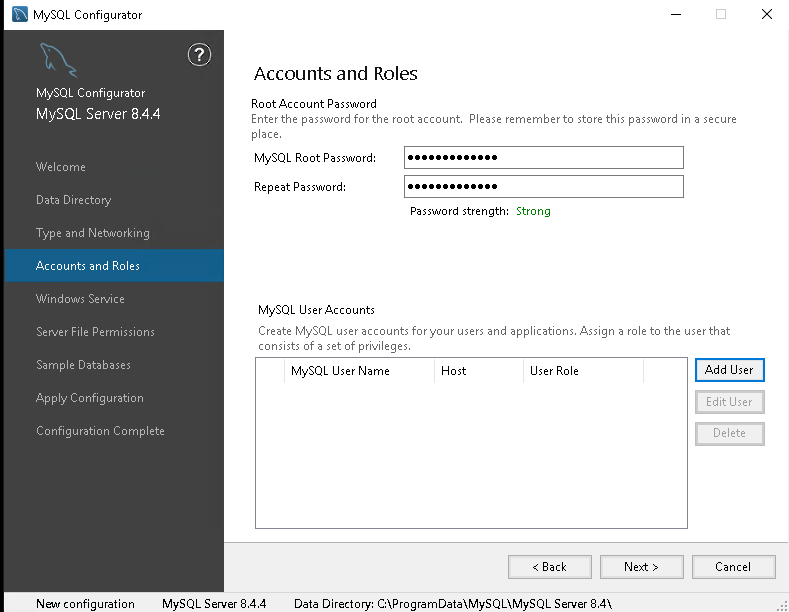 MySQL Configurator
MySQL Configurator
MySQL Server 8.4.4
Welcome
Data Directory
Type and Networking
Accounts and Roles
Windows Service
Server File Permissions
Sample Databases
Apply Configuration
Configuration Complete
?
Accounts and Roles
Root Account Password
Enter the password for the root account. Please remember to store this password in a secure
place.
MySQL Root Password: ●●●●●●●●●●●●●
Repeat Password: ●●●●●●●●●●●●●
Password strength: Strong
MySQL User Accounts
Create MySQL user accounts for your users and applications. Assign a role to the user that
consists of a set of privileges.
MySQL User Name Host User Role
Add User
Edit User
Delete
< Back Next > Cancel
New configuration MySQL Server 8.4.4 Data Directory: C:\ProgramData\MySQL\MySQL Server 8.4\